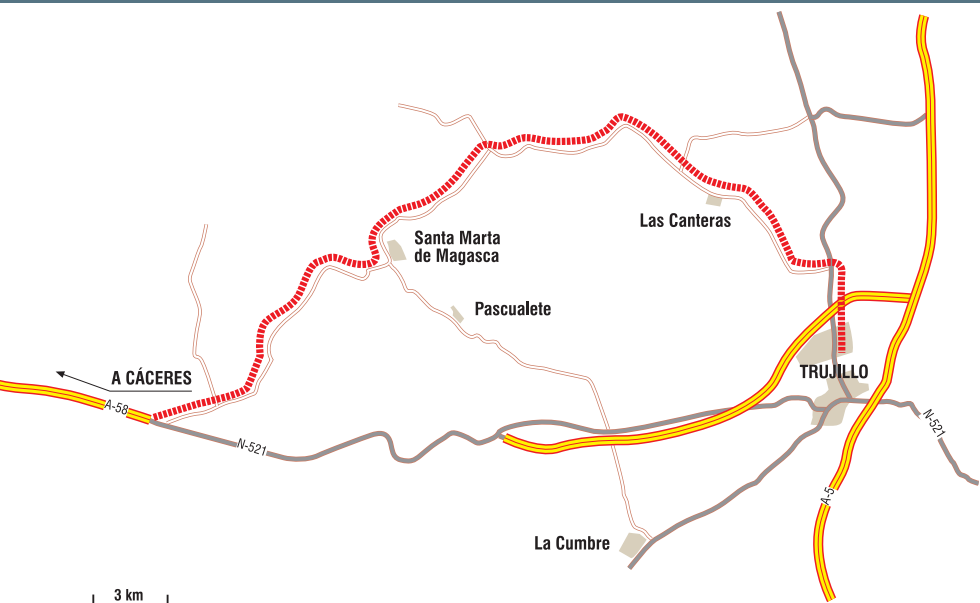 Las Canteras
Santa Marta
de Magasca
Pascualete
A CÁCERES
TRUJILLO
A-58
N-521
N-521
A-5
La Cumbre
3 km